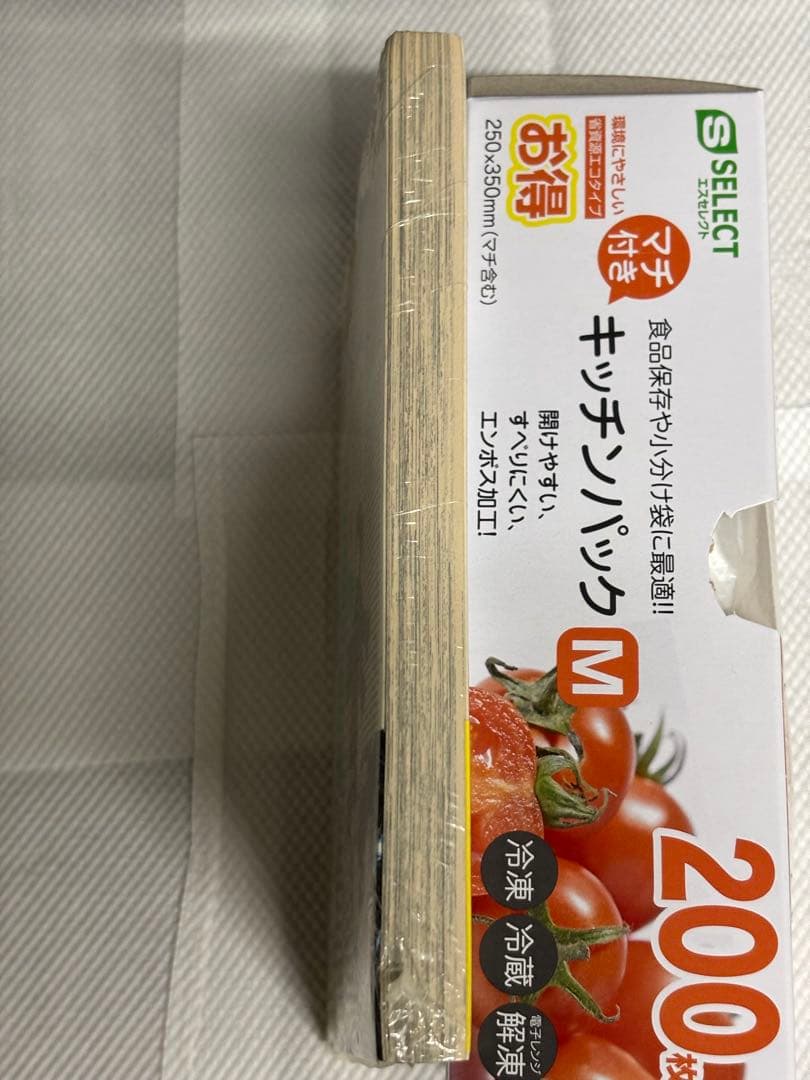 SELECT
エスセレクト
環境にやさしい
省資源エコタイプ
お得
250×350mm(マチ含む)
マチ
付き
食品保存や小分け袋に最適!!
キッチンパック M
開けやすい、
すべりにくい、
エンボス加工!
200枚
冷凍
冷蔵
電子レンジ
解凍